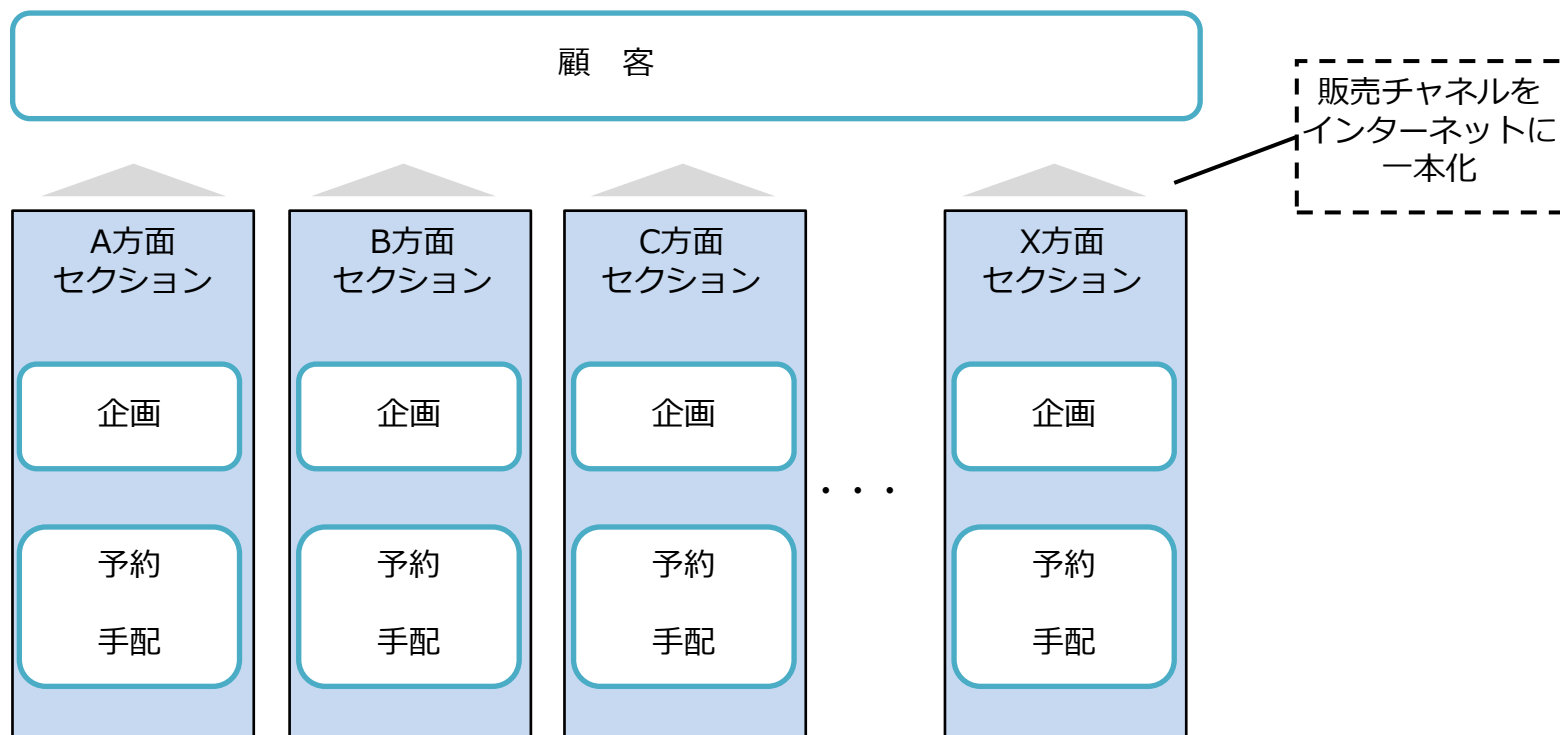 顧　客
販売チャネルを
インターネットに
一本化
A方面
セクション
B方面
セクション
C方面
セクション
X方面
セクション
企画
企画
企画
企画
・・・
予約
手配
予約
手配
予約
手配
予約
手配